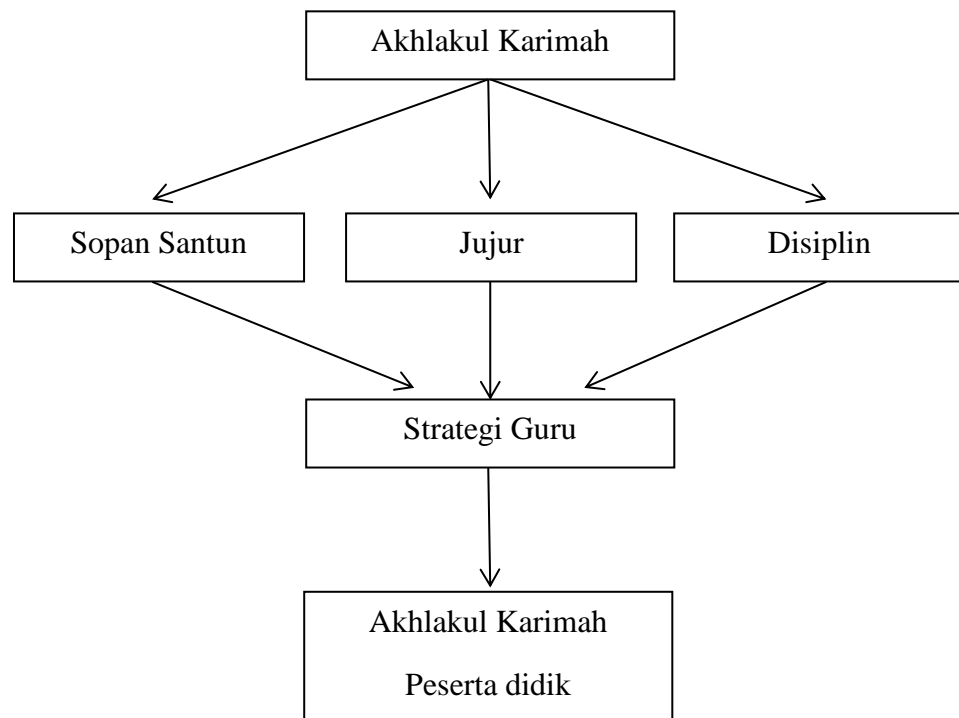 Akhlakul Karimah
Sopan Santun
Jujur
Disiplin
Strategi Guru
Akhlakul Karimah
Peserta didik